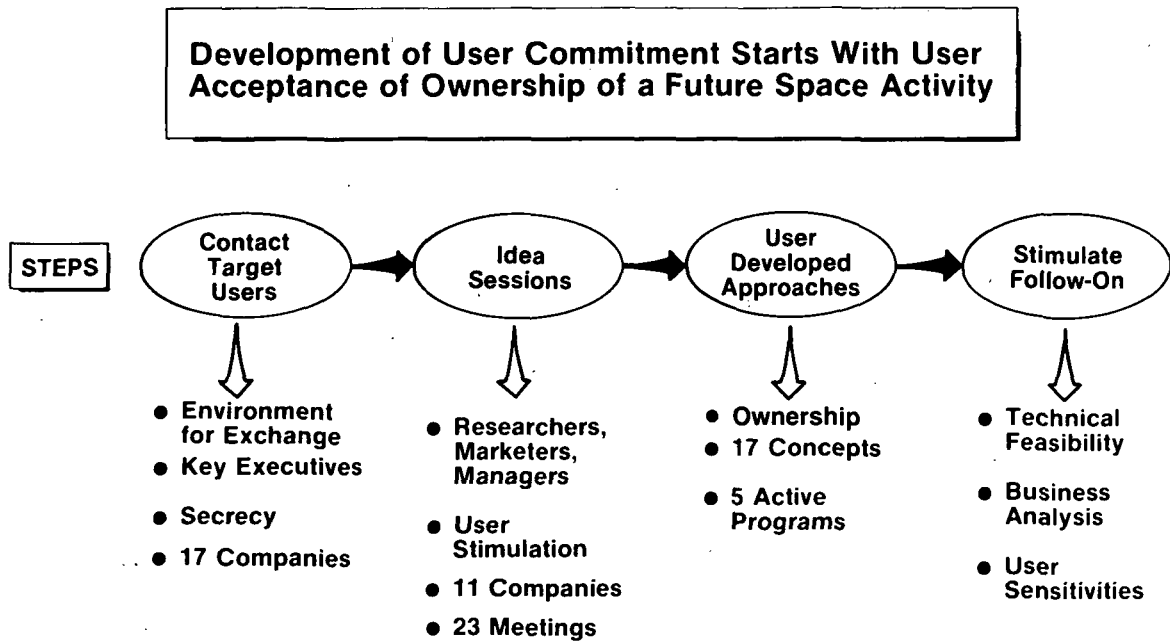 Development of User Commitment Starts With User
Acceptance of Ownership of a Future Space Activity
STEPS
Contact
Target
Users
Idea
Sessions
User
Developed
Approaches
Stimulate
Follow-On
● Environment
for Exchange
● Key Executives
● Secrecy
● 17 Companies
● Researchers,
Marketers,
Managers
● User
Stimulation
● 11 Companies
● 23 Meetings
● Ownership
● 17 Concepts
● 5 Active
Programs
● Technical
Feasibility
● Business
Analysis
● User
Sensitivities